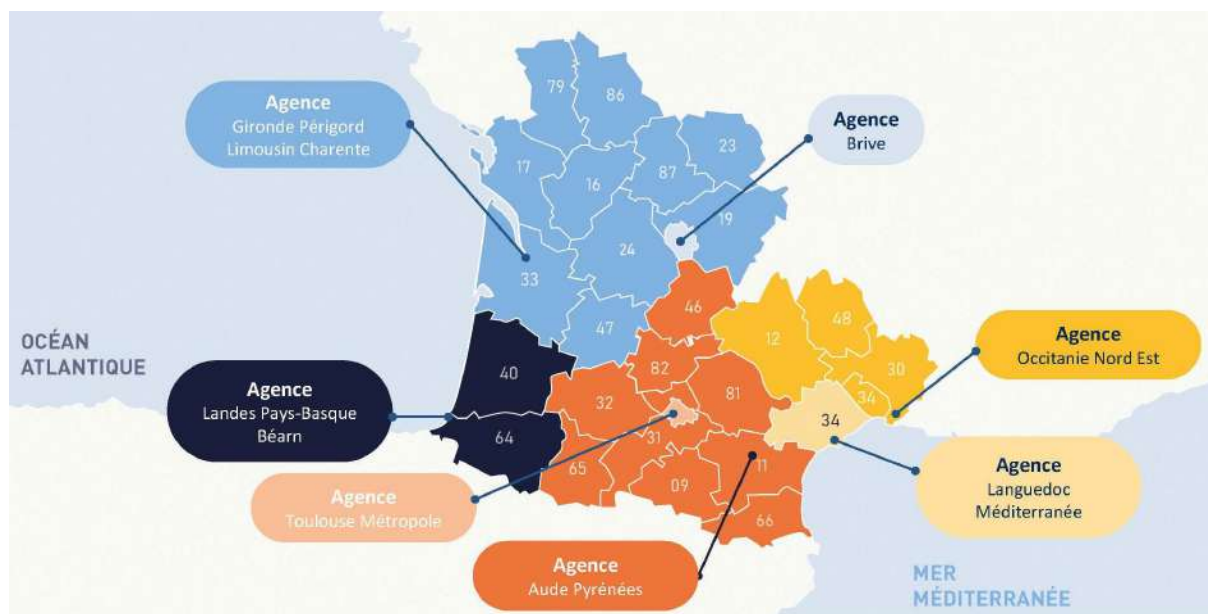 79
86
Agence
Gironde Périgord
Limousin Charente
Agence
Brive
23
17
16
87
19
24
33
46
47
12
48
30
OCÉAN
ATLANTIQUE
Agence
Occitanie Nord Est
40
82
34
81
32
34
Agence
Landes Pays-Basque
Béarn
64
31
65
11
09
66
Agence
Languedoc
Méditerranée
Agence
Toulouse Métropole
Agence
Aude Pyrénées
MER
MÉDITERRANÉE